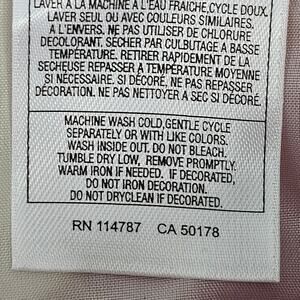 LAVER À LA MACHINE À L'EAU FRAICHE,CYCLE DOUX,
LAVER SEUL OU AVEC COULEURS SIMILAIRES.
A L'ENVERS. NE PAS UTILISER DE CHLORURE
DECOLORANT. SÉCHER PAR CULBUTAGE A BASSE
TEMPÉRATURE. RETIRER RAPIDEMENT DE LA
SECHEUSE REPASSER À TEMPERATURE MOYENNE
SI NÉCESSAIRE. SI DÉCORÉ, NE PAS REPASSER
DÉCORATION. NE PAS NETTOYER A SEC SI DÉCORÉ.
MACHINE WASH COLD,GENTLE CYCLE
SEPARATELY OR WITH LIKE COLORS.
WASH INSIDE OUT. DO NOT BLEACH.
TUMBLE DRY LOW, REMOVE PROMPTLY.
WARM IRON IF NEEDED. IF DECORATED,
DO NOT IRON DECORATION.
DO NOT DRYCLEAN IF DECORATED.
RN 114787 CA 50178